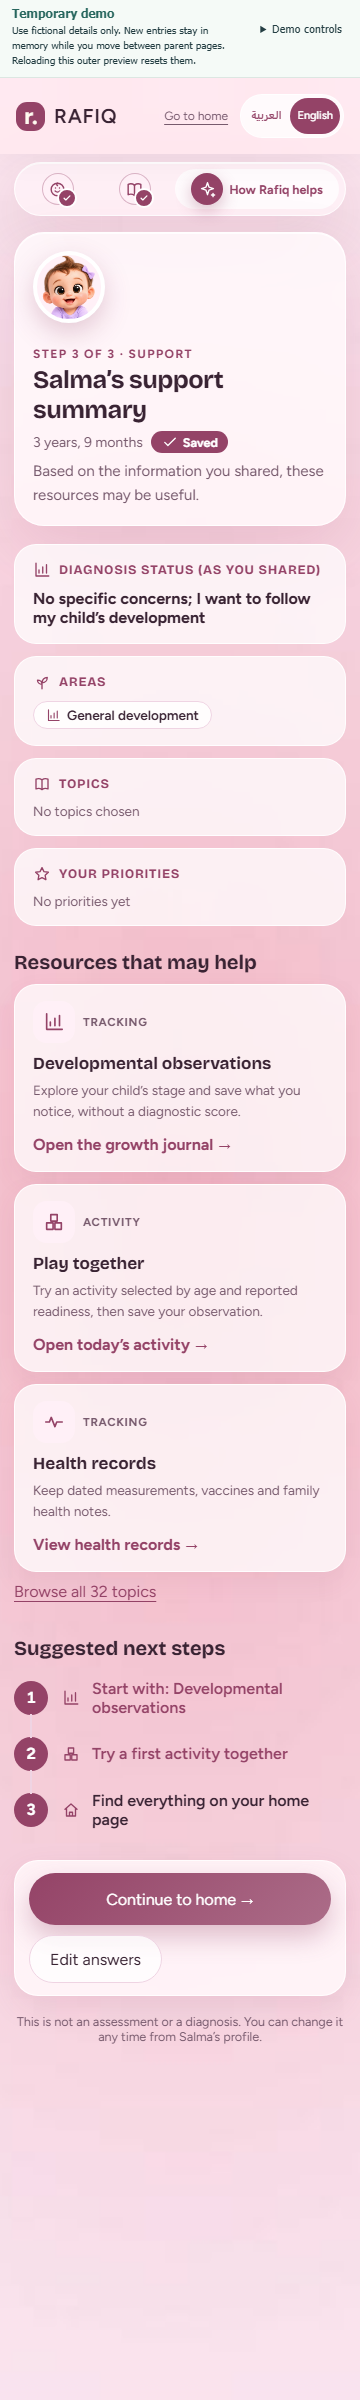 Temporary demo
Use fictional details only. New entries stay in
memory while you move between parent pages.
Reloading this outer preview resets them.
▶ Demo controls
r. RAFIQ
Go to home
العربية
English
How Rafiq helps
STEP 3 OF 3 · SUPPORT
Salma’s support
summary
3 years, 9 months
Saved
Based on the information you shared, these
resources may be useful.
DIAGNOSIS STATUS (AS YOU SHARED)
No specific concerns; I want to follow
my child’s development
AREAS
General development
TOPICS
No topics chosen
YOUR PRIORITIES
No priorities yet
Resources that may help
TRACKING
Developmental observations
Explore your child’s stage and save what you
notice, without a diagnostic score.
Open the growth journal →
ACTIVITY
Play together
Try an activity selected by age and reported
readiness, then save your observation.
Open today’s activity →
TRACKING
Health records
Keep dated measurements, vaccines and family
health notes.
View health records →
Browse all 32 topics
Suggested next steps
1 Start with: Developmental
observations
2 Try a first activity together
3 Find everything on your home
page
Continue to home →
Edit answers
This is not an assessment or a diagnosis. You can change it
any time from Salma’s profile.